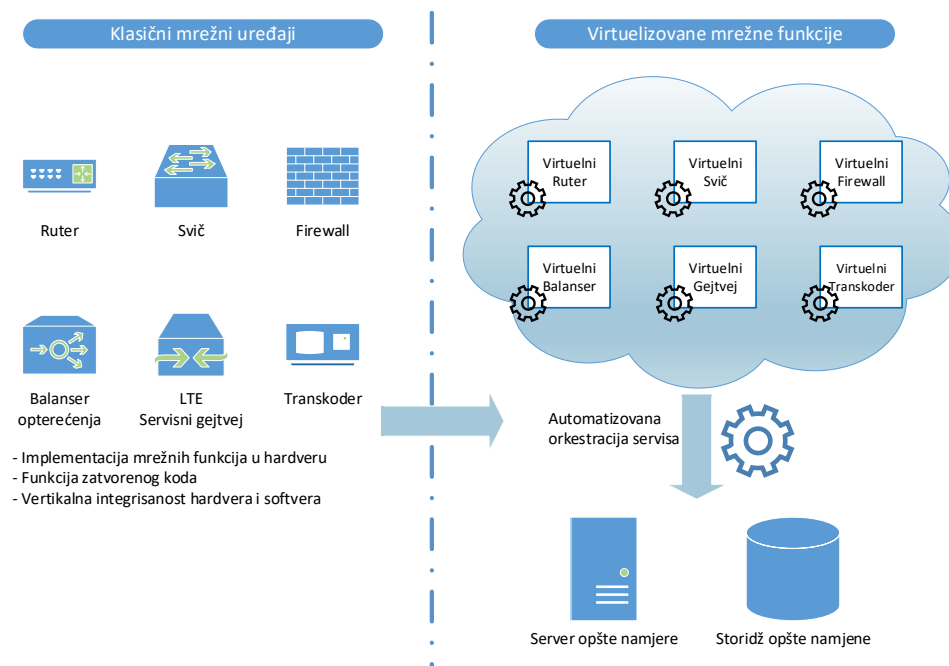 Klasični mrežni uređaji
Ruter
Svič
Firewall
Balanser
opterećenja
LTE
Servisni gejtvej
Transkoder
- Implementacija mrežnih funkcija u hardveru
- Funkcija zatvorenog koda
- Vertikalna integrisanost hardvera i softvera
Virtuelizovane mrežne funkcije
Virtuelni
Ruter
Virtuelni
Svič
Virtuelni
Firewall
Virtuelni
Balanser
Virtuelni
Gejtvej
Virtuelni
Transkoder
Automatizovana
orkestracija servisa
Server opšte namjere
Storidž opšte namjene